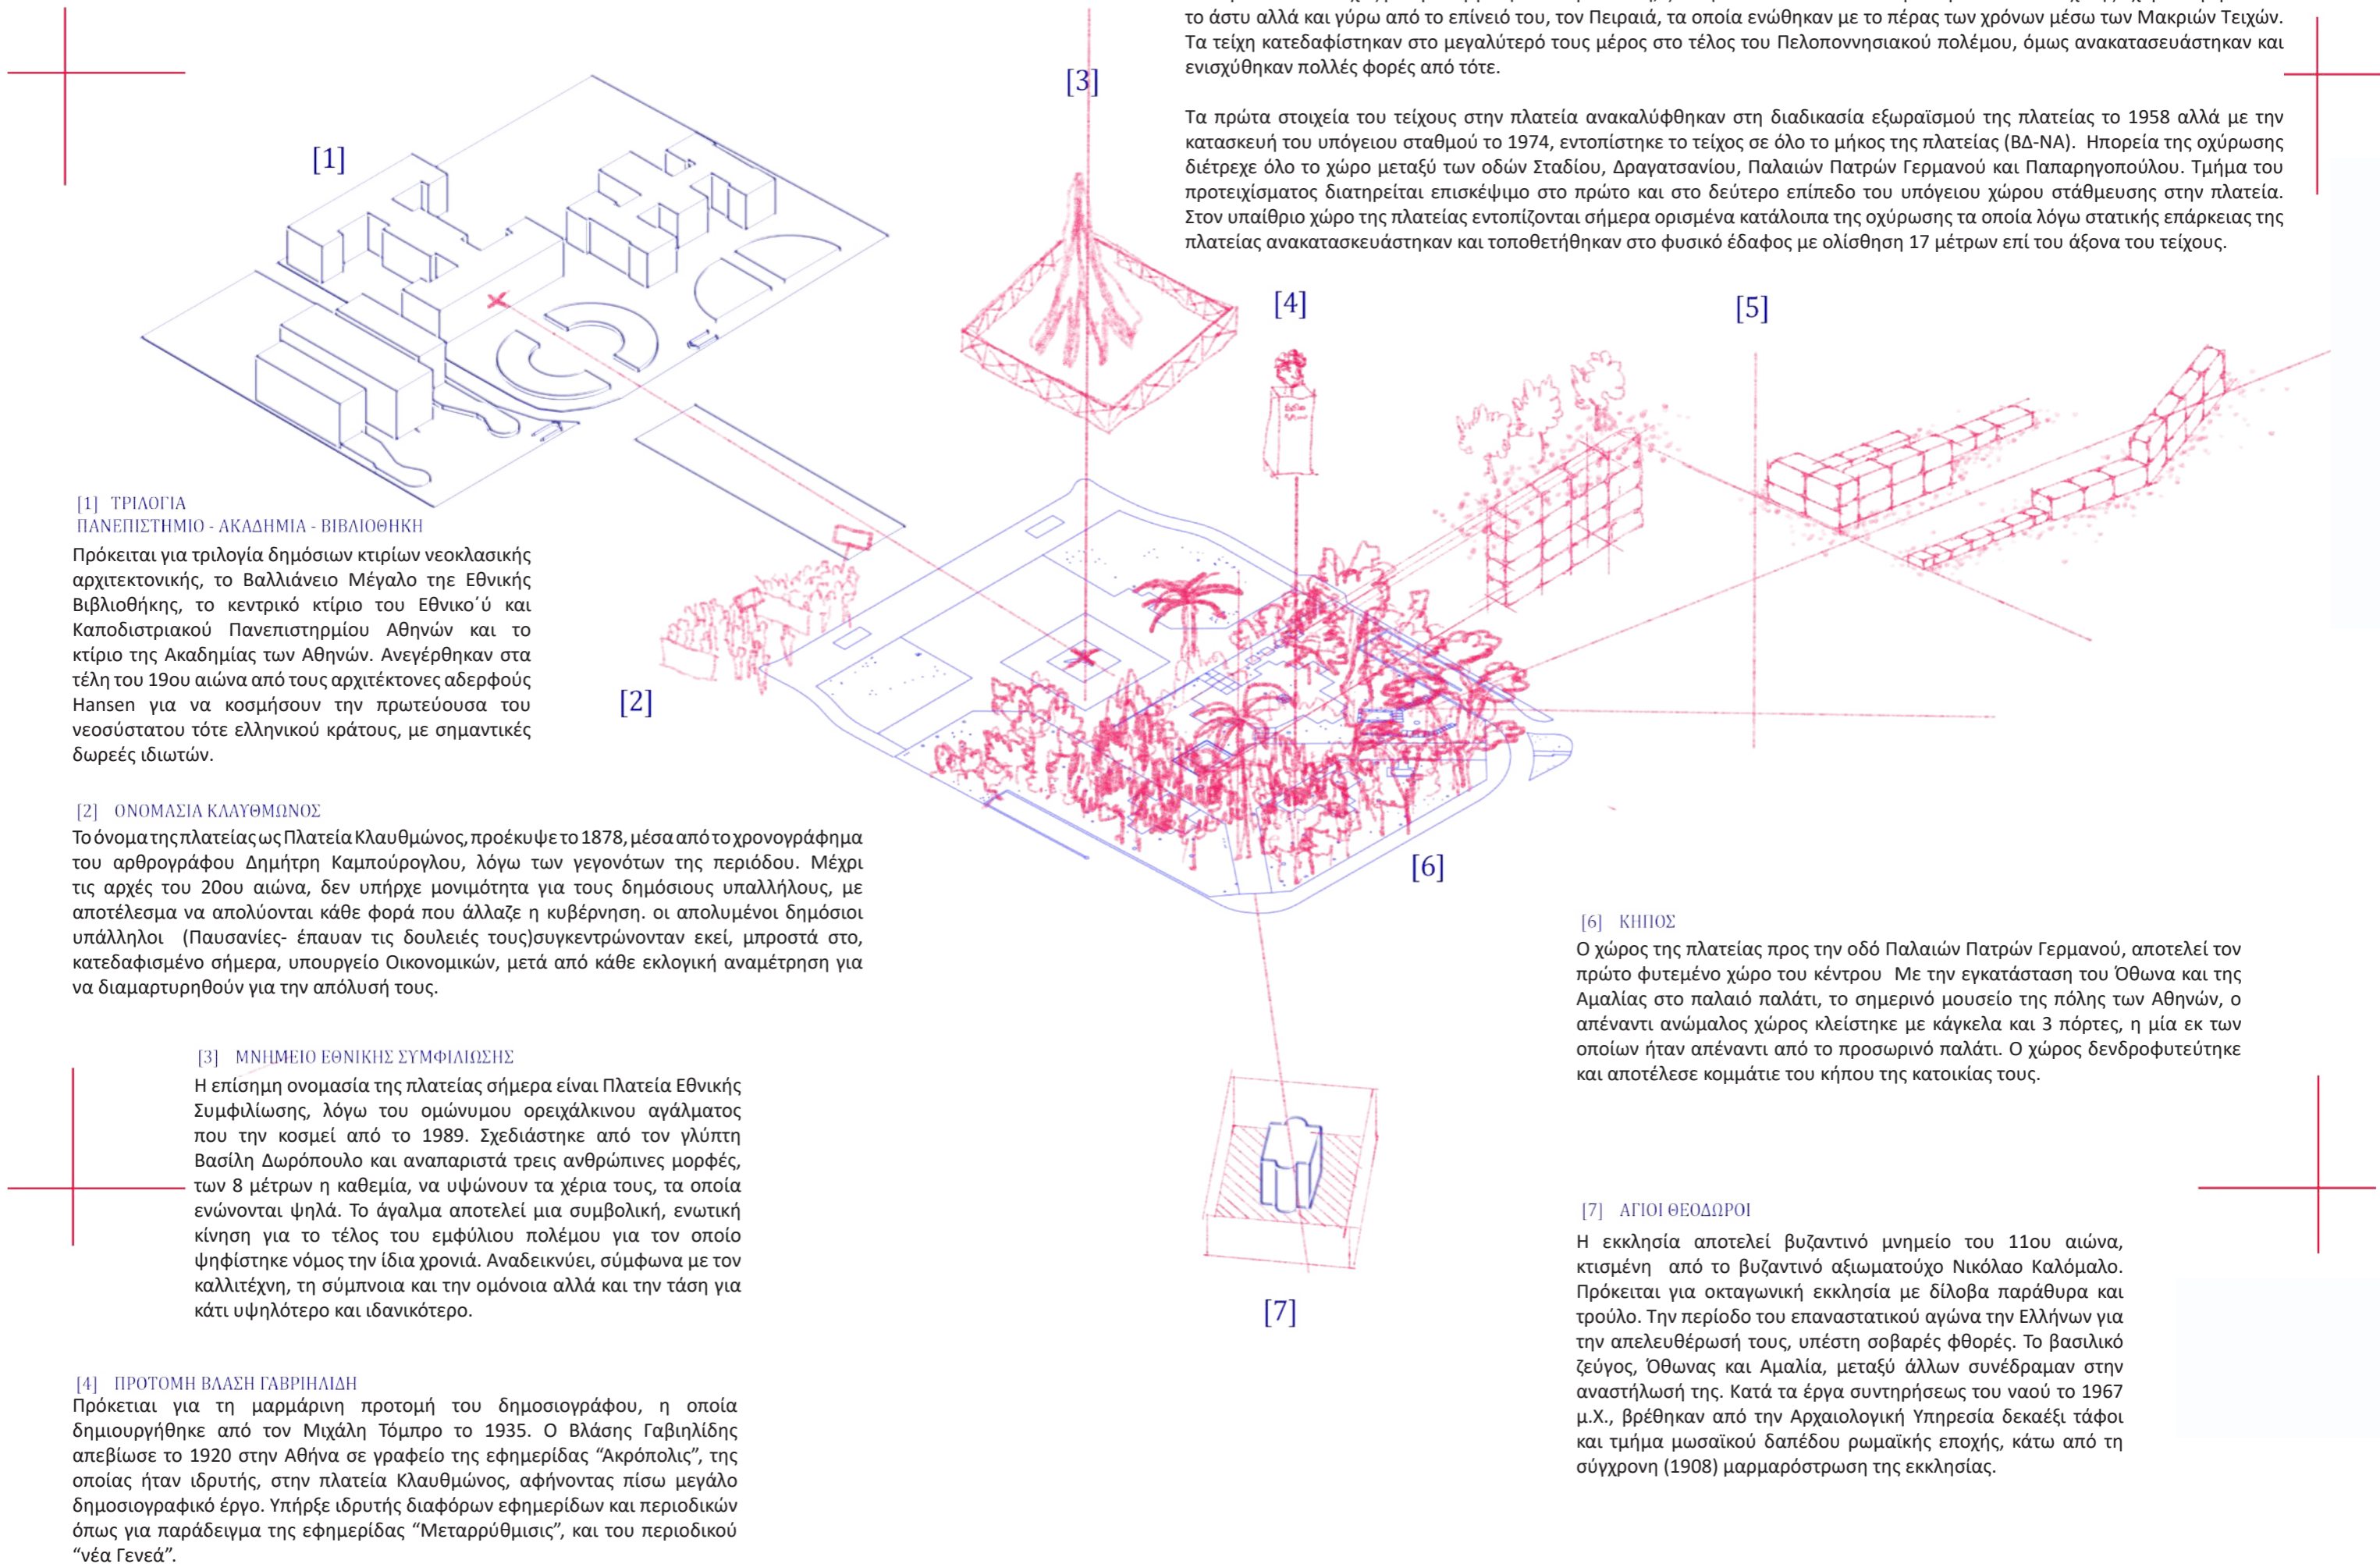 το άστυ αλλά και γύρω από το επίνειό του, τον Πειραιά, τα οποία ενώθηκαν με το πέρας των χρόνων μέσω των Μακριών Τειχών.
Τα τείχη κατεδαφίστηκαν στο μεγαλύτερό τους μέρος στο τέλος του Πελοποννησιακού πολέμου, όμως ανακατασευάστηκαν και
ενισχύθηκαν πολλές φορές από τότε.
Τα πρώτα στοιχεία του τείχους στην πλατεία ανακαλύφθηκαν στη διαδικασία εξωραϊσμού της πλατείας το 1958 αλλά με την
κατασκευή του υπόγειου σταθμού το 1974, εντοπίστηκε το τείχος σε όλο το μήκος της πλατείας (ΒΔ-ΝΑ). Ηπορεία της οχύρωσης
διέτρεχε όλο το χώρο μεταξύ των οδών Σταδίου, Δραγατσανίου, Παλαιών Πατρών Γερμανού και Παπαρηγοπούλου. Τμήμα του
προτειχίσματος διατηρείται επισκέψιμο στο πρώτο και στο δεύτερο επίπεδο του υπόγειου χώρου στάθμευσης στην πλατεία.
Στον υπαίθριο χώρο της πλατείας εντοπίζονται σήμερα ορισμένα κατάλοιπα της οχύρωσης τα οποία λόγω στατικής επάρκειας της
πλατείας ανακατασκευάστηκαν και τοποθετήθηκαν στο φυσικό έδαφος με ολίσθηση 17 μέτρων επί του άξονα του τείχους.
[1]
[3]
[4]
[5]
[2]
[6]
[7]
[1] ΤΡΙΛΟΓΙΑ
ΠΑΝΕΠΙΣΤΗΜΙΟ - ΑΚΑΔΗΜΙΑ - ΒΙΒΛΙΟΘΗΚΗ
Πρόκειται για τριλογία δημόσιων κτιρίων νεοκλασικής
αρχιτεκτονικής, το Βαλλιάνειο Μέγαλο τηε Εθνικής
Βιβλιοθήκης, το κεντρικό κτίριο του Εθνικο΄ύ και
Καποδιστριακού Πανεπιστηρμίου Αθηνών και το
κτίριο της Ακαδημίας των Αθηνών. Ανεγέρθηκαν στα
τέλη του 19ου αιώνα από τους αρχιτέκτονες αδερφούς
Hansen για να κοσμήσουν την πρωτεύουσα του
νεοσύστατου τότε ελληνικού κράτους, με σημαντικές
δωρεές ιδιωτών.
[2] ΟΝΟΜΑΣΙΑ ΚΛΑΥΘΜΩΝΟΣ
Το όνομα της πλατείας ως Πλατεία Κλαυθμώνος, προέκυψε το 1878, μέσα από το χρονογράφημα
του αρθρογράφου Δημήτρη Καμπούρογλου, λόγω των γεγονότων της περιόδου. Μέχρι
τις αρχές του 20ου αιώνα, δεν υπήρχε μονιμότητα για τους δημόσιους υπαλλήλους, με
αποτέλεσμα να απολύονται κάθε φορά που άλλαζε η κυβέρνηση. οι απολυμένοι δημόσιοι
υπάλληλοι (Παυσανίες- έπαυαν τις δουλειές τους)συγκεντρώνονταν εκεί, μπροστά στο,
κατεδαφισμένο σήμερα, υπουργείο Οικονομικών, μετά από κάθε εκλογική αναμέτρηση για
να διαμαρτυρηθούν για την απόλυσή τους.
[3] ΜΝΗΜΕΙΟ ΕΘΝΙΚΗΣ ΣΥΜΦΙΛΙΩΣΗΣ
Η επίσημη ονομασία της πλατείας σήμερα είναι Πλατεία Εθνικής
Συμφιλίωσης, λόγω του ομώνυμου ορειχάλκινου αγάλματος
που την κοσμεί από το 1989. Σχεδιάστηκε από τον γλύπτη
Βασίλη Δωρόπουλο και αναπαριστά τρεις ανθρώπινες μορφές,
των 8 μέτρων η καθεμία, να υψώνουν τα χέρια τους, τα οποία
ενώνονται ψηλά. Το άγαλμα αποτελεί μια συμβολική, ενωτική
κίνηση για το τέλος του εμφύλιου πολέμου για τον οποίο
ψηφίστηκε νόμος την ίδια χρονιά. Αναδεικνύει, σύμφωνα με τον
καλλιτέχνη, τη σύμπνοια και την ομόνοια αλλά και την τάση για
κάτι υψηλότερο και ιδανικότερο.
[4] ΠΡΟΤΟΜΗ ΒΛΑΣΗ ΓΑΒΡΙΗΛΙΔΗ
Πρόκετιαι για τη μαρμάρινη προτομή του δημοσιογράφου, η οποία
δημιουργήθηκε από τον Μιχάλη Τόμπρο το 1935. Ο Βλάσης Γαβιηλίδης
απεβίωσε το 1920 στην Αθήνα σε γραφείο της εφημερίδας “Ακρόπολις”, της
οποίας ήταν ιδρυτής, στην πλατεία Κλαυθμώνος, αφήνοντας πίσω μεγάλο
δημοσιογραφικό έργο. Υπήρξε ιδρυτής διαφόρων εφημερίδων και περιοδικών
όπως για παράδειγμα της εφημερίδας “Μεταρρύθμισις”, και του περιοδικού
“νέα Γενεά”.
[6] ΚΗΠΟΣ
Ο χώρος της πλατείας προς την οδό Παλαιών Πατρών Γερμανού, αποτελεί τον
πρώτο φυτεμένο χώρο του κέντρου Με την εγκατάσταση του Όθωνα και της
Αμαλίας στο παλαιό παλάτι, το σημερινό μουσείο της πόλης των Αθηνών, ο
απέναντι ανώμαλος χώρος κλείστηκε με κάγκελα και 3 πόρτες, η μία εκ των
οποίων ήταν απέναντι από το προσωρινό παλάτι. Ο χώρος δενδροφυτεύτηκε
και αποτέλεσε κομμάτιε του κήπου της κατοικίας τους.
[7] ΑΓΙΟΙ ΘΕΟΔΩΡΟΙ
Η εκκλησία αποτελεί βυζαντινό μνημείο του 11ου αιώνα,
κτισμένη από το βυζαντινό αξιωματούχο Νικόλαο Καλόμαλο.
Πρόκειται για οκταγωνική εκκλησία με δίλοβα παράθυρα και
τρούλο. Την περίοδο του επαναστατικού αγώνα την Ελλήνων για
την απελευθέρωσή τους, υπέστη σοβαρές φθορές. Το βασιλικό
ζεύγος, Όθωνας και Αμαλία, μεταξύ άλλων συνέδραμαν στην
αναστήλωσή της. Κατά τα έργα συντηρήσεως του ναού το 1967
μ.Χ., βρέθηκαν από την Αρχαιολογική Υπηρεσία δεκαέξι τάφοι
και τμήμα μωσαϊκού δαπέδου ρωμαϊκής εποχής, κάτω από τη
σύγχρονη (1908) μαρμαρόστρωση της εκκλησίας.